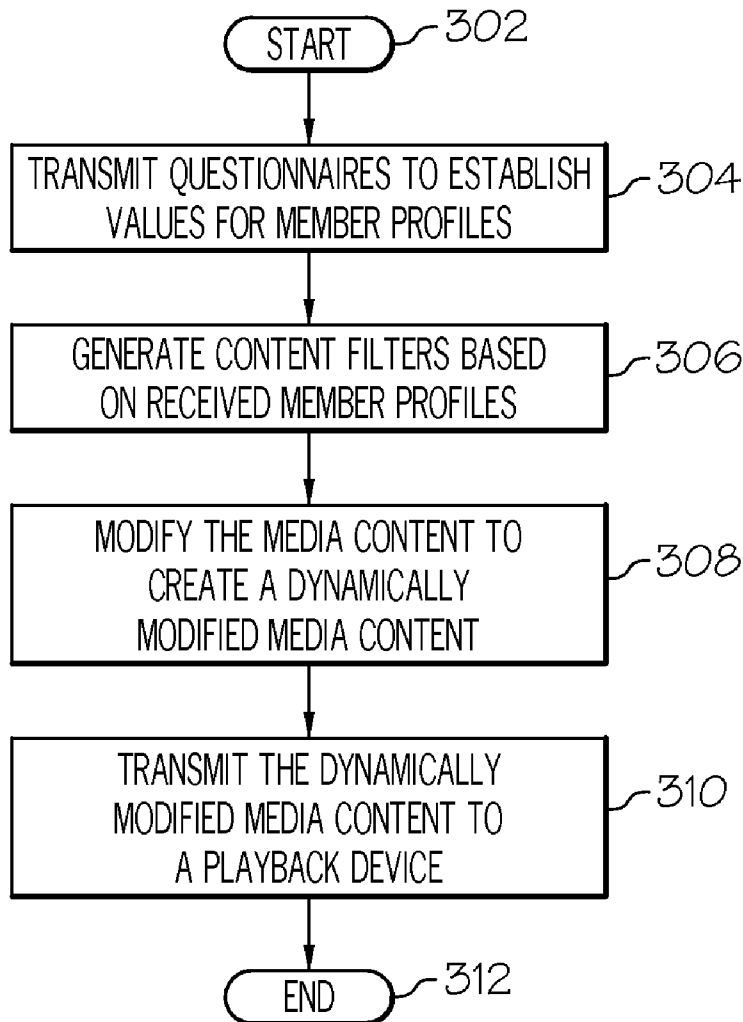 START
302
TRANSMIT QUESTIONNAIRES TO ESTABLISH
VALUES FOR MEMBER PROFILES
304
GENERATE CONTENT FILTERS BASED
ON RECEIVED MEMBER PROFILES
306
MODIFY THE MEDIA CONTENT TO
CREATE A DYNAMICALLY
MODIFIED MEDIA CONTENT
308
TRANSMIT THE DYNAMICALLY
MODIFIED MEDIA CONTENT TO
A PLAYBACK DEVICE
310
END
312